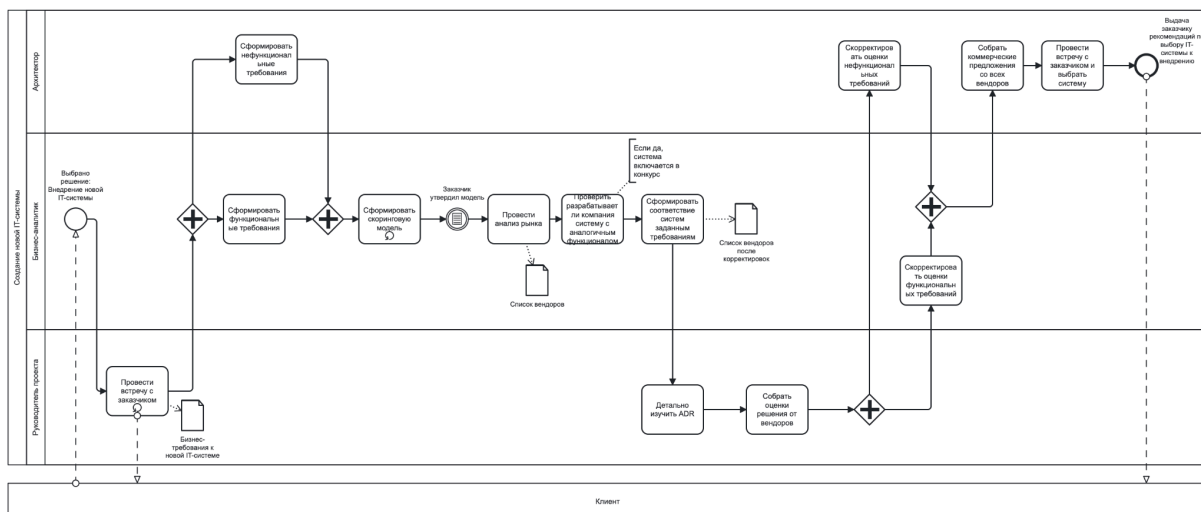 Создание новой IT-системы
Архитектор
Сформировать
нефункционал
ьные
требования
Скорректиров
ать оценки
нефункционал
ьных
требований
Собрать
коммерческие
предложения
со всех
вендоров
Провести
встречу с
заказчиком и
выбрать
систему
Выдача
заказчику
рекомендаций по
выбору IT-
системы к
внедрению
Бизнес-аналитик
Выбрано
решение:
Внедрение новой
IT-системы
Сформировать
функциональн
ые требования
Сформировать
скоринговую
модель
Заказчик
утвердил модель
Провести
анализ рынка
Список вендоров
Если да,
система
включается в
конкурс
Проверить
разрабатывает
ли компания
систему с
аналогичным
функционалом
Сформировать
соответствие
систем
заданным
требованиям
Список вендоров
после
корректировок
Скорректирова
ть оценки
функциональн
ых требований
Руководитель проекта
Провести
встречу с
заказчиком
Бизнес-
требования к
новой IT-системе
Детально
изучить ADR
Собрать
оценки
решения от
вендоров
Клиент